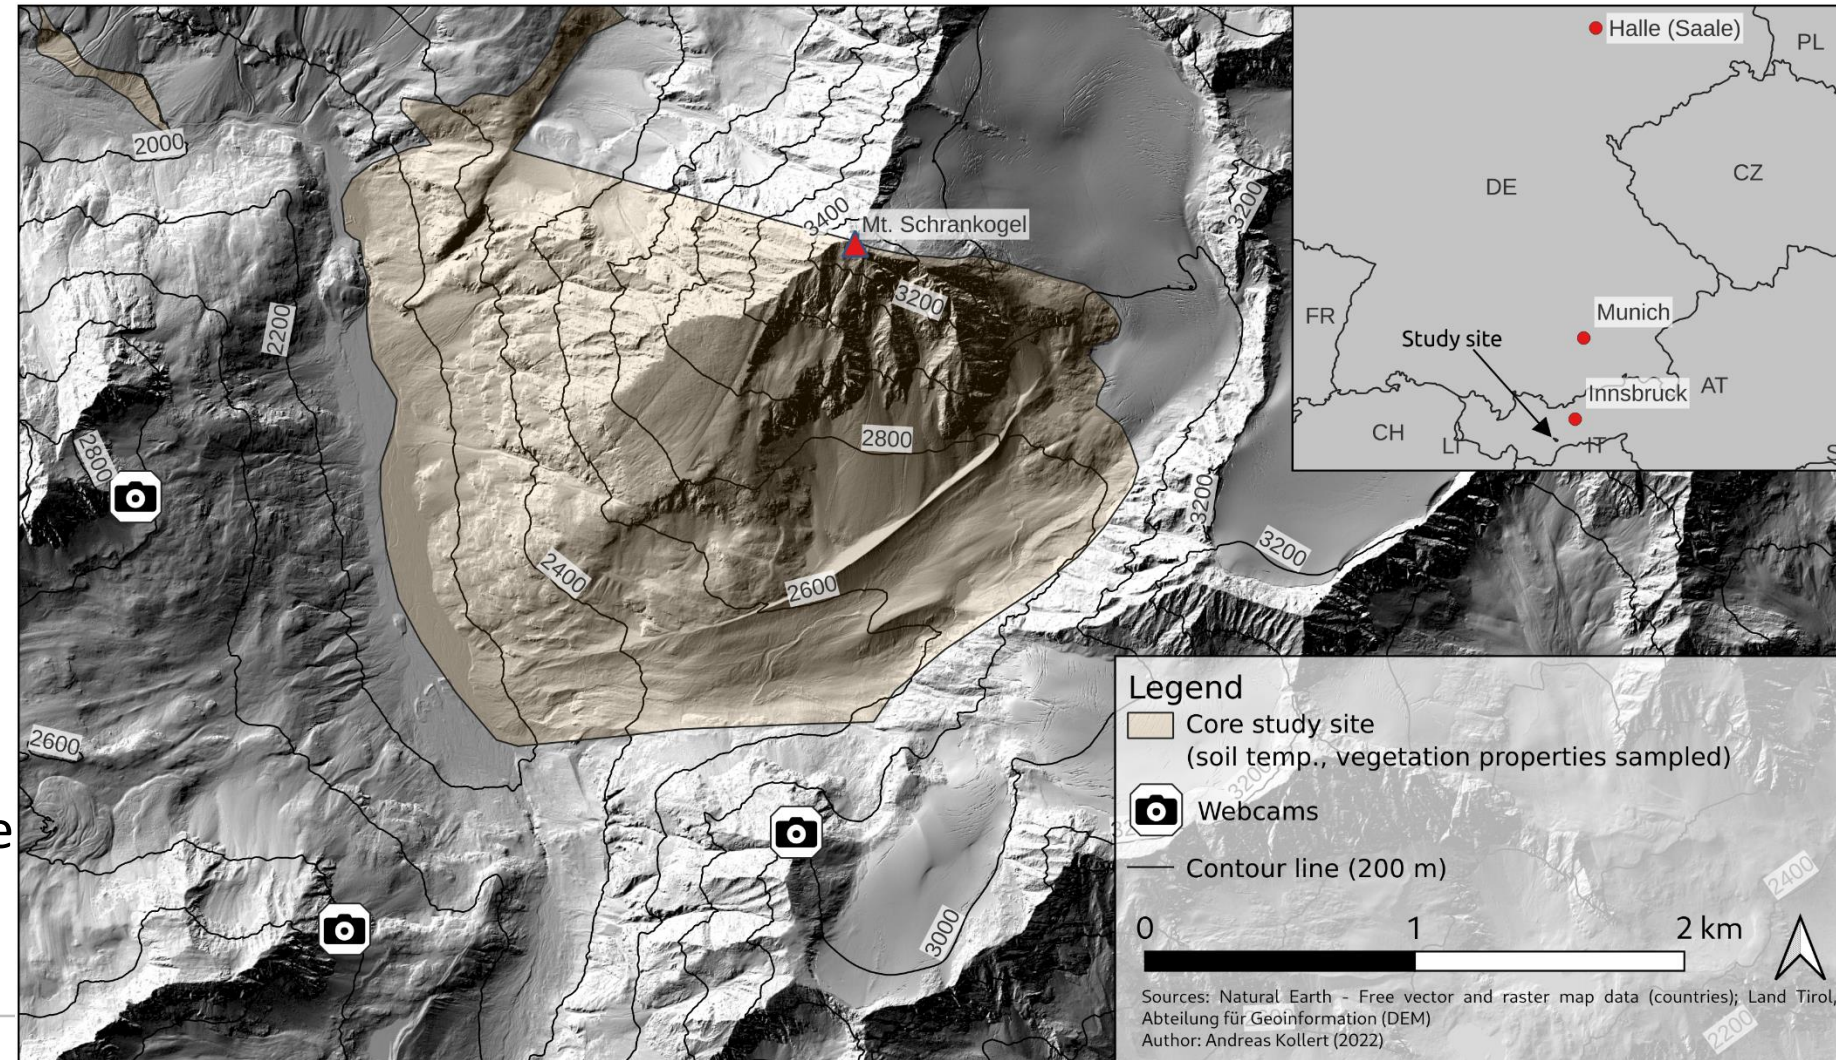 Halle (Saale)
PL
2000
CZ
DE
3200
3400
Mt. Schrankogel
3200
Munich
FR
2200
Study site
AT
Innsbruck
CH
LI
IT
S
2800
2800
3200
3200
2400
2600
2600
e
Legend
Core study site
(soil temp., vegetation properties sampled)
3200
Webcams
Contour line (200 m)
2400
3000
0 1 2 km
Sources: Natural Earth - Free vector and raster map data (countries); Land Tirol,
Abteilung für Geoinformation (DEM)
Author: Andreas Kollert (2022)
2200